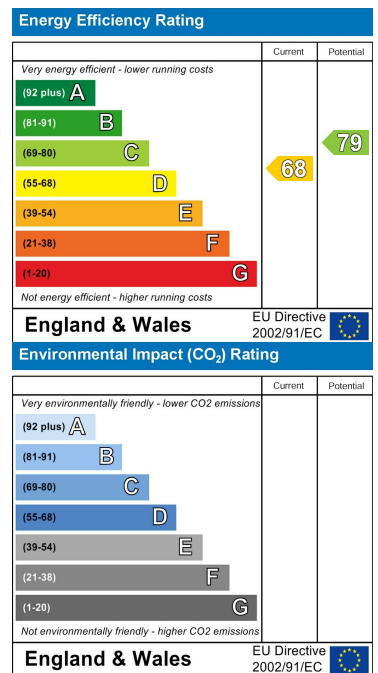 Energy Efficiency Rating
Current Potential
Very energy efficient - lower running costs
(92 plus) A
(81-91) B
(69-80) C
(55-68) D
(39-54) E
(21-38) F
(1-20) G
68
79
Not energy efficient - higher running costs
England & Wales
EU Directive
2002/91/EC
Environmental Impact (CO₂) Rating
Current Potential
Very environmentally friendly - lower CO2 emissions
(92 plus) A
(81-91) B
(69-80) C
(55-68) D
(39-54) E
(21-38) F
(1-20) G
Not environmentally friendly - higher CO2 emissions
England & Wales
EU Directive
2002/91/EC